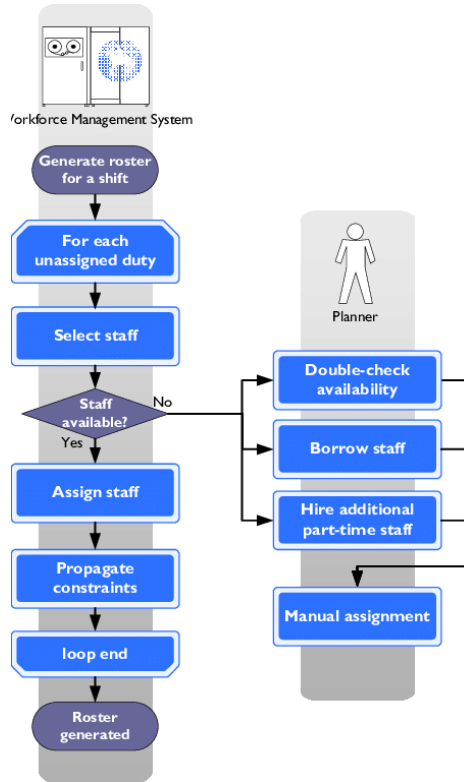 Workforce Management System
Generate roster
for a shift
For each
unassigned duty
Select staff
Staff
available?
No
Yes
Assign staff
Propagate
constraints
loop end
Roster
generated
Planner
Double-check
availability
Borrow staff
Hire additional
part-time staff
Manual assignment